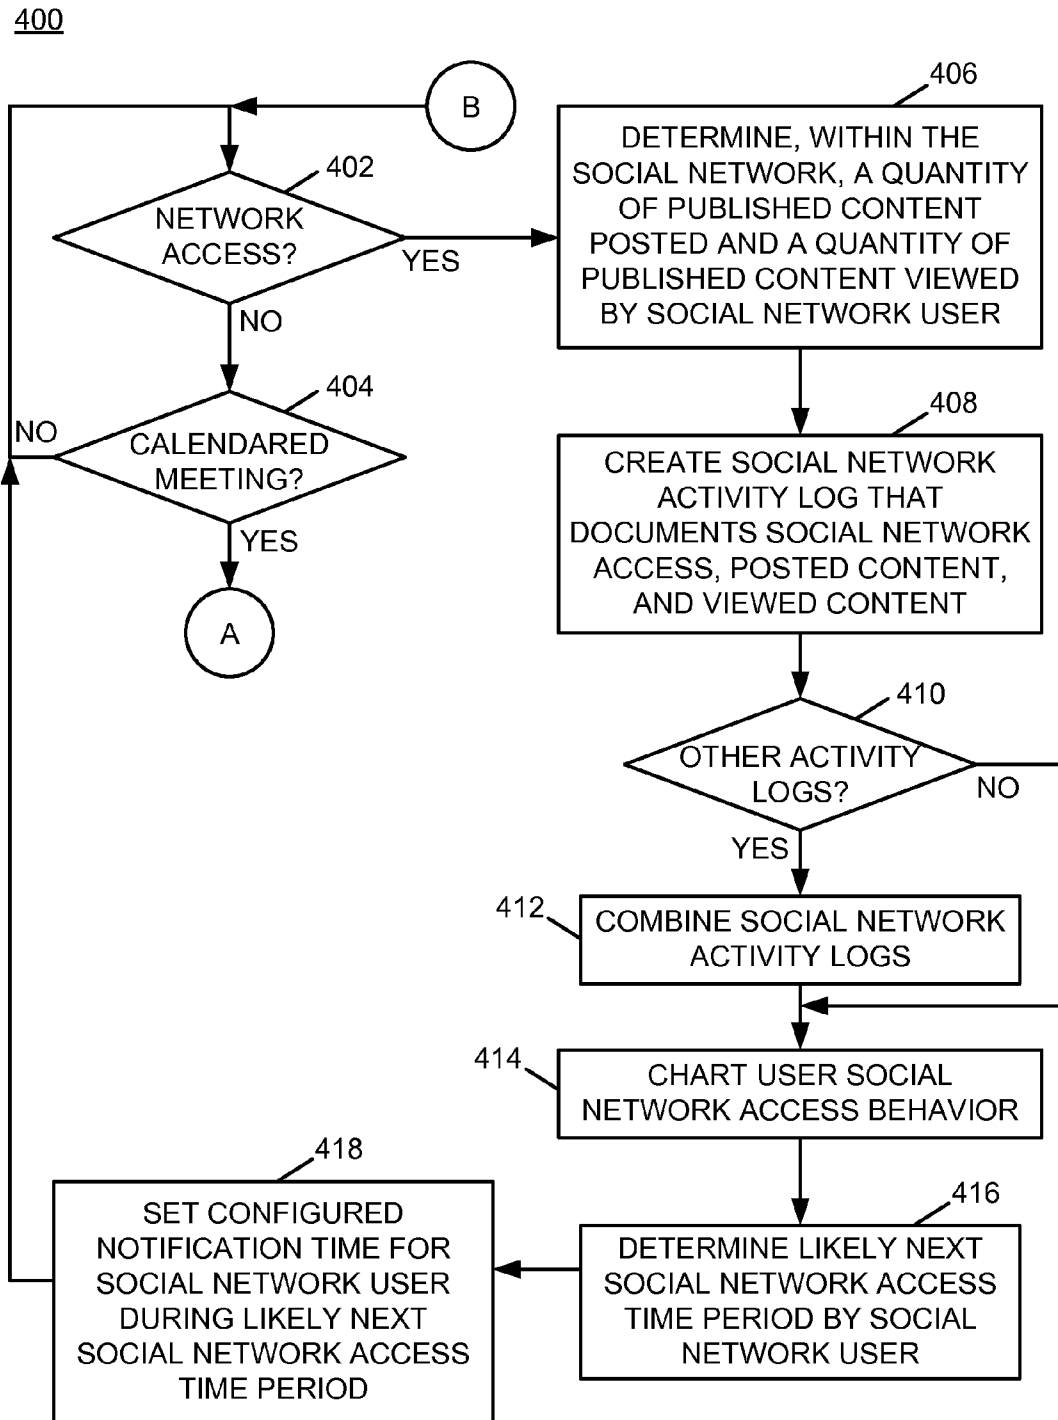 400
B
402
NETWORK
ACCESS?
YES
NO
404
CALENDARED
MEETING?
NO
YES
A
406
DETERMINE, WITHIN THE
SOCIAL NETWORK, A QUANTITY
OF PUBLISHED CONTENT
POSTED AND A QUANTITY OF
PUBLISHED CONTENT VIEWED
BY SOCIAL NETWORK USER
408
CREATE SOCIAL NETWORK
ACTIVITY LOG THAT
DOCUMENTS SOCIAL NETWORK
ACCESS, POSTED CONTENT,
AND VIEWED CONTENT
410
OTHER ACTIVITY
LOGS?
NO
YES
412
COMBINE SOCIAL NETWORK
ACTIVITY LOGS
414
CHART USER SOCIAL
NETWORK ACCESS BEHAVIOR
416
DETERMINE LIKELY NEXT
SOCIAL NETWORK ACCESS
TIME PERIOD BY SOCIAL
NETWORK USER
418
SET CONFIGURED
NOTIFICATION TIME FOR
SOCIAL NETWORK USER
DURING LIKELY NEXT
SOCIAL NETWORK ACCESS
TIME PERIOD